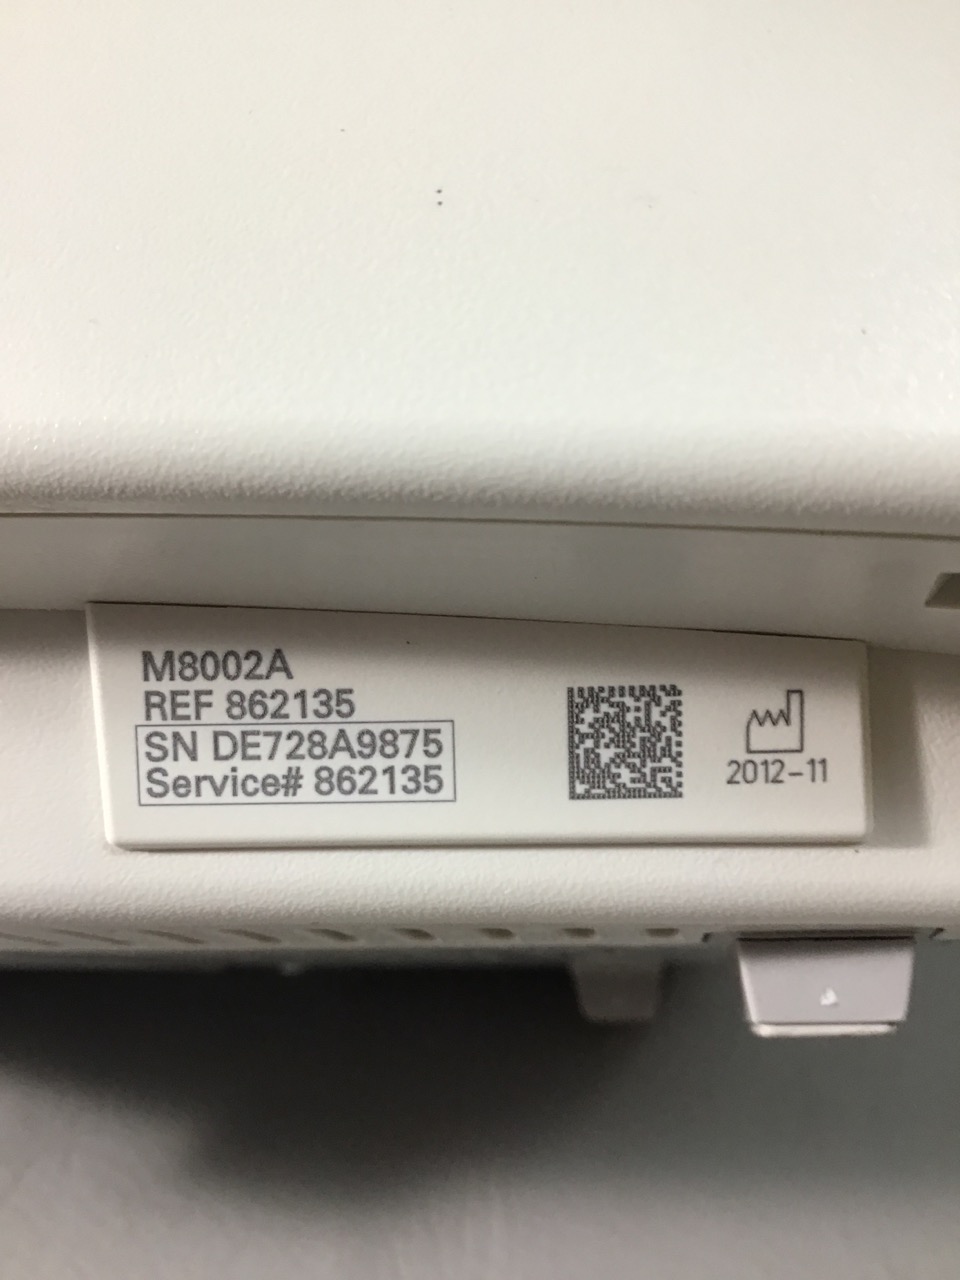 M8002A
REF 862135
SN DE728A9875
Service# 862135
2012-11